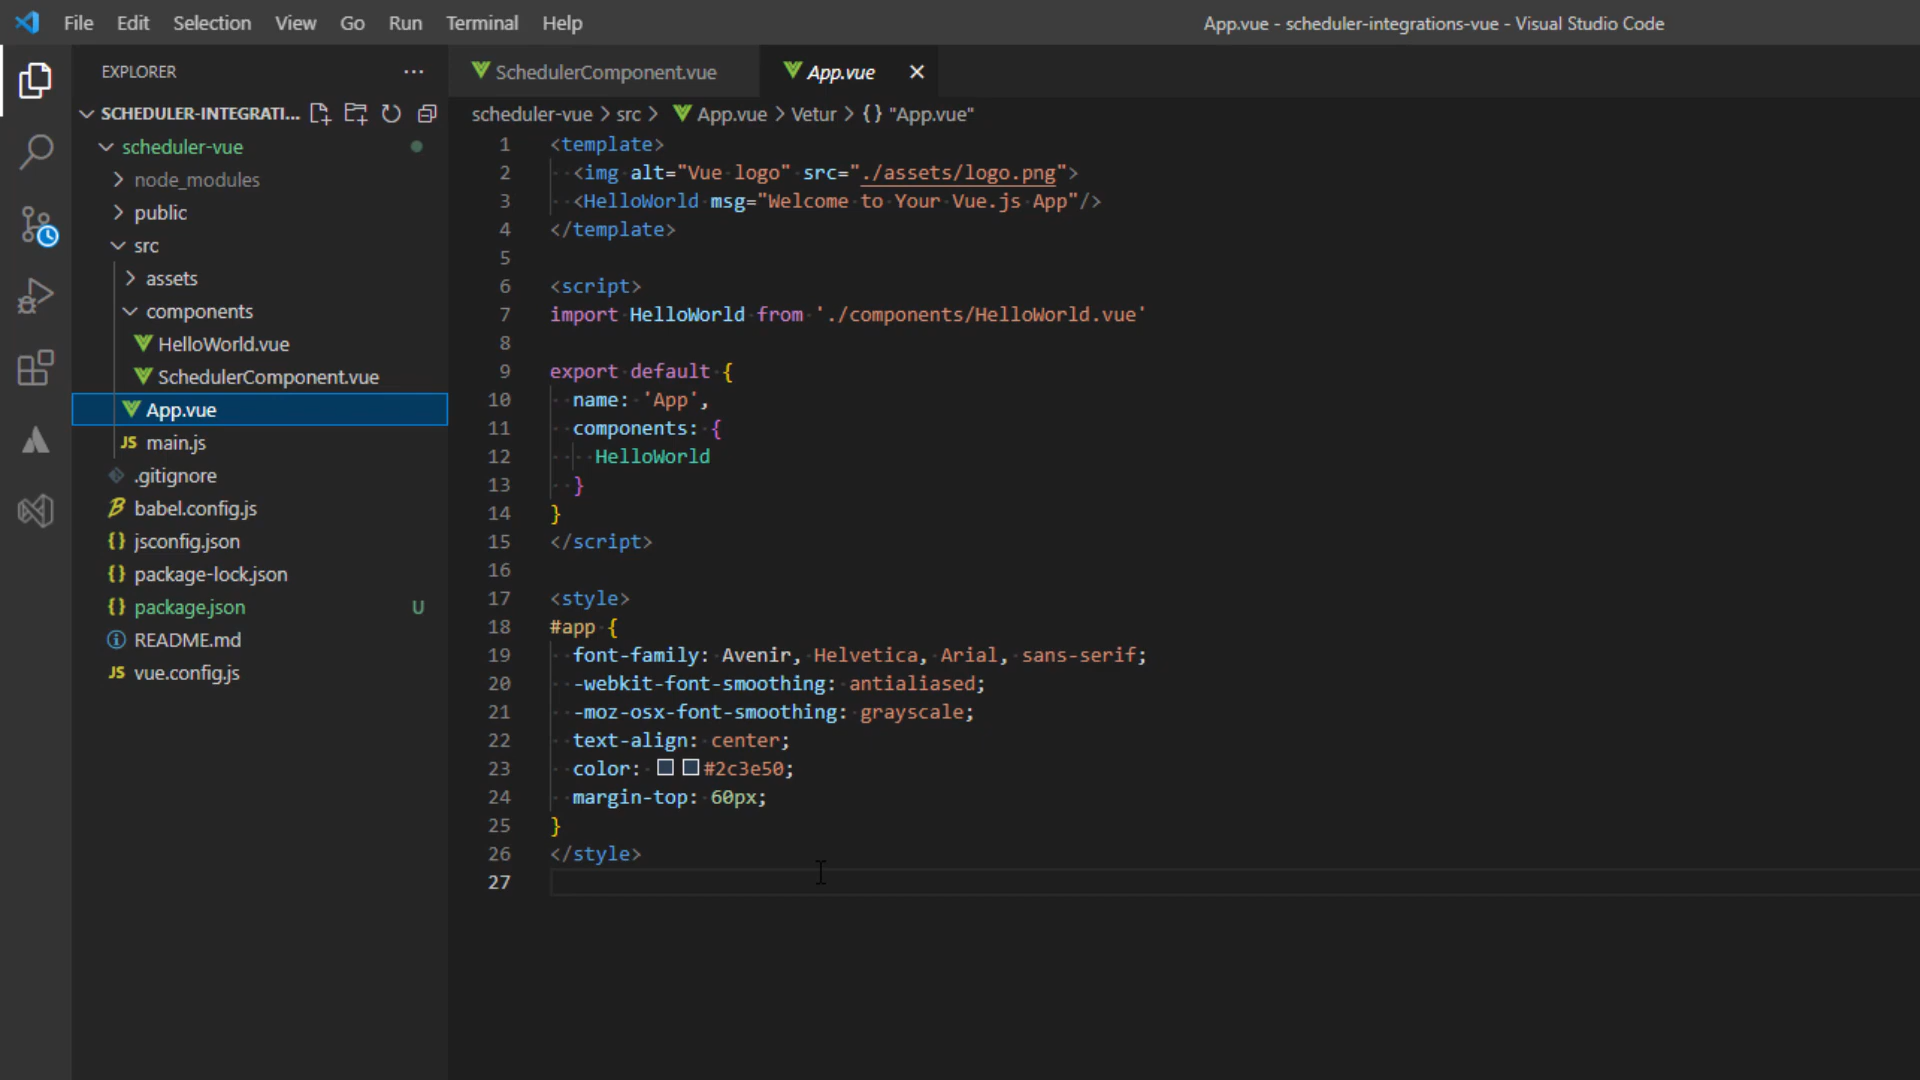 File Edit Selection View Go Run Terminal Help
App.vue - scheduler-integrations-vue - Visual Studio Code
EXPLORER
SCHEDULER-INTEGRATI...
scheduler-vue
node_modules
public
src
assets
components
HelloWorld.vue
SchedulerComponent.vue
App.vue
JS main.js
.gitignore
babel.config.js
{} jsconfig.json
{} package-lock.json
{} package.json U
README.md
JS vue.config.js
SchedulerComponent.vue App.vue
scheduler-vue > src > App.vue > Vetur > {} "App.vue"
1 <template>
2 <img alt="Vue logo" src="./assets/logo.png">
3 <HelloWorld msg="Welcome to Your Vue.js App"/>
4 </template>
5
6 <script>
7 import HelloWorld from './components/HelloWorld.vue'
8
9 export default {
10 name: 'App',
11 components: {
12 HelloWorld
13 }
14 }
15 </script>
16
17 <style>
18 #app {
19 font-family: Avenir, Helvetica, Arial, sans-serif;
20 -webkit-font-smoothing: antialiased;
21 -moz-osx-font-smoothing: grayscale;
22 text-align: center;
23 color: #2c3e50;
24 margin-top: 60px;
25 }
26 </style>
27